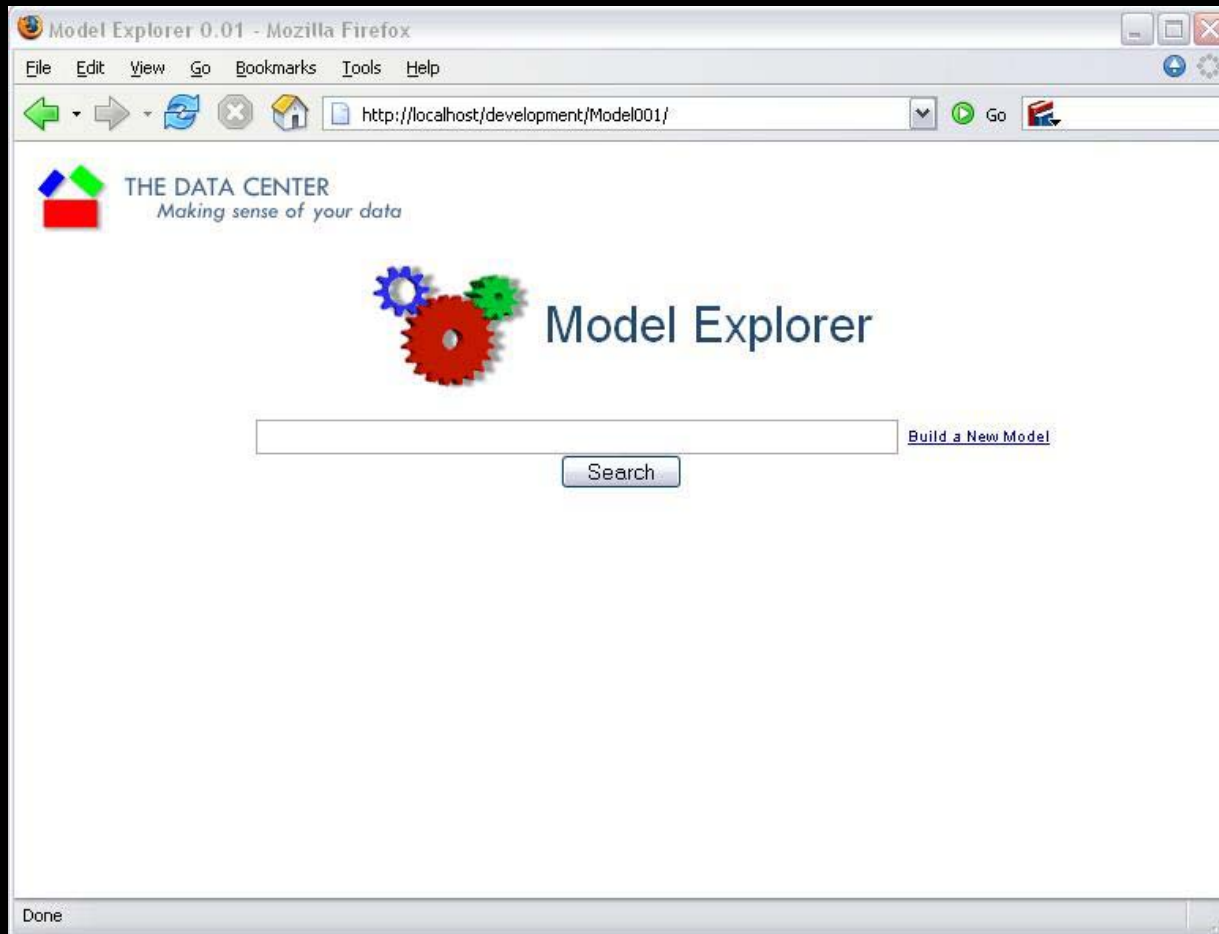 Model Explorer 0.01 - Mozilla Firefox
File Edit View Go Bookmarks Tools Help
http://localhost/development/Model001/ Go
THE DATA CENTER
Making sense of your data
Model Explorer
Build a New Model
Search
Done